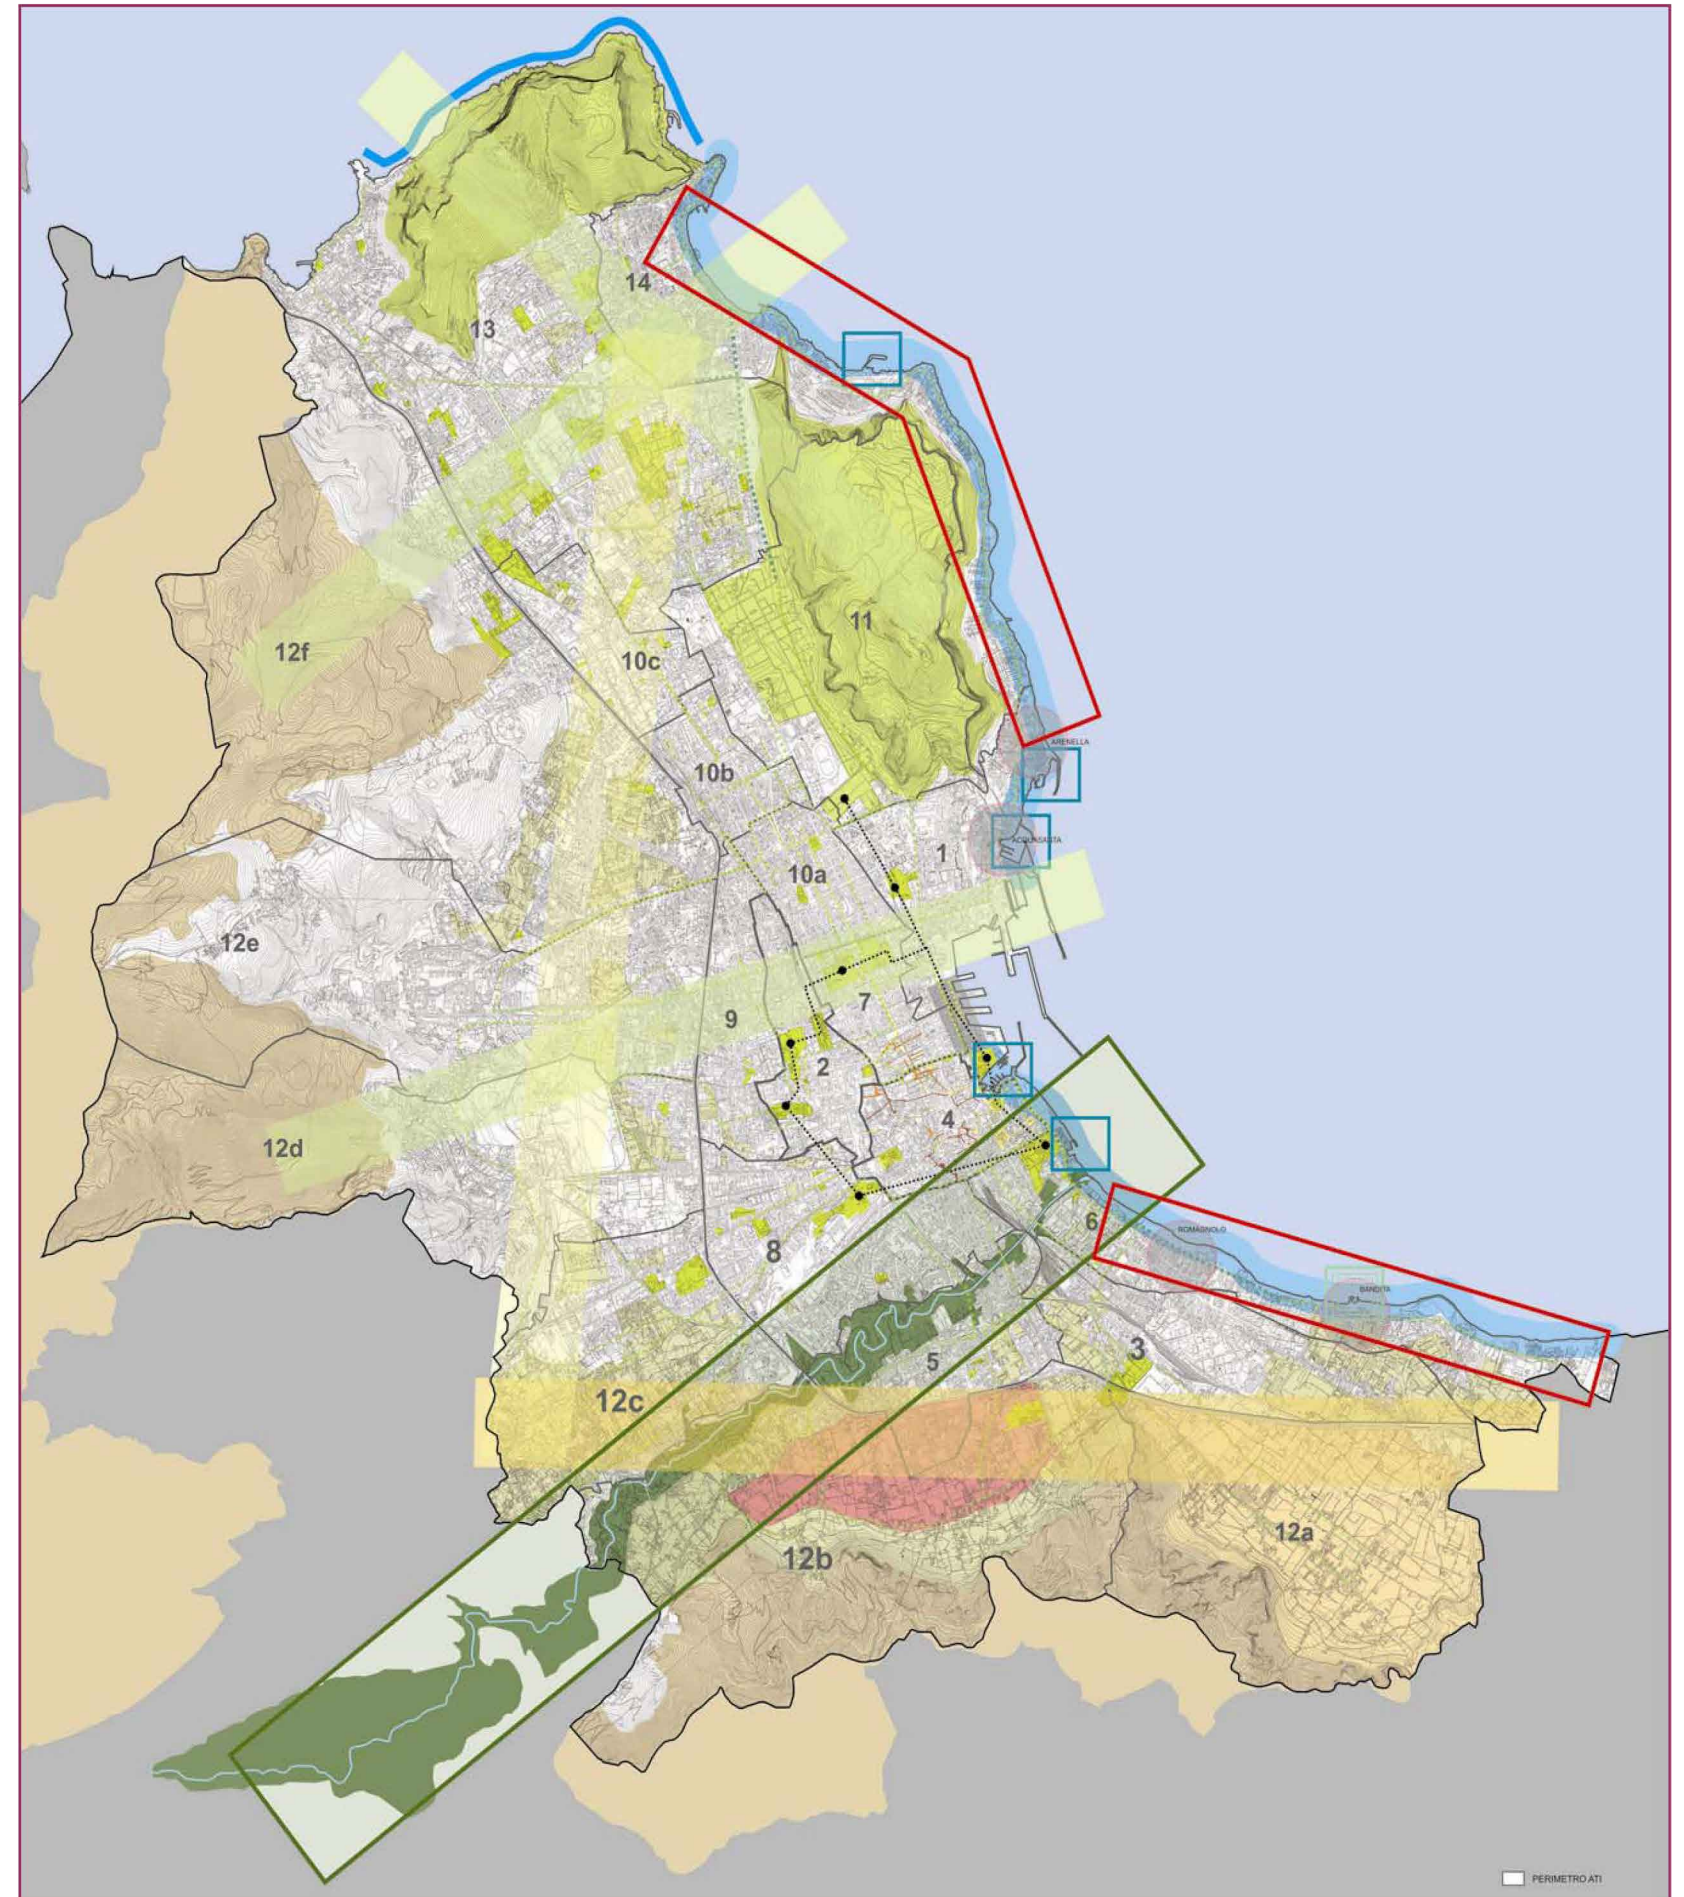 14
13
11
12f
10c
ARENELLA
10b
ACQUASANTA
1
10a
12e
7
9
2
4
12d
6
ROMAGNOLO
8
BANDITA
3
5
12c
12a
12b
PERIMETRO ATI